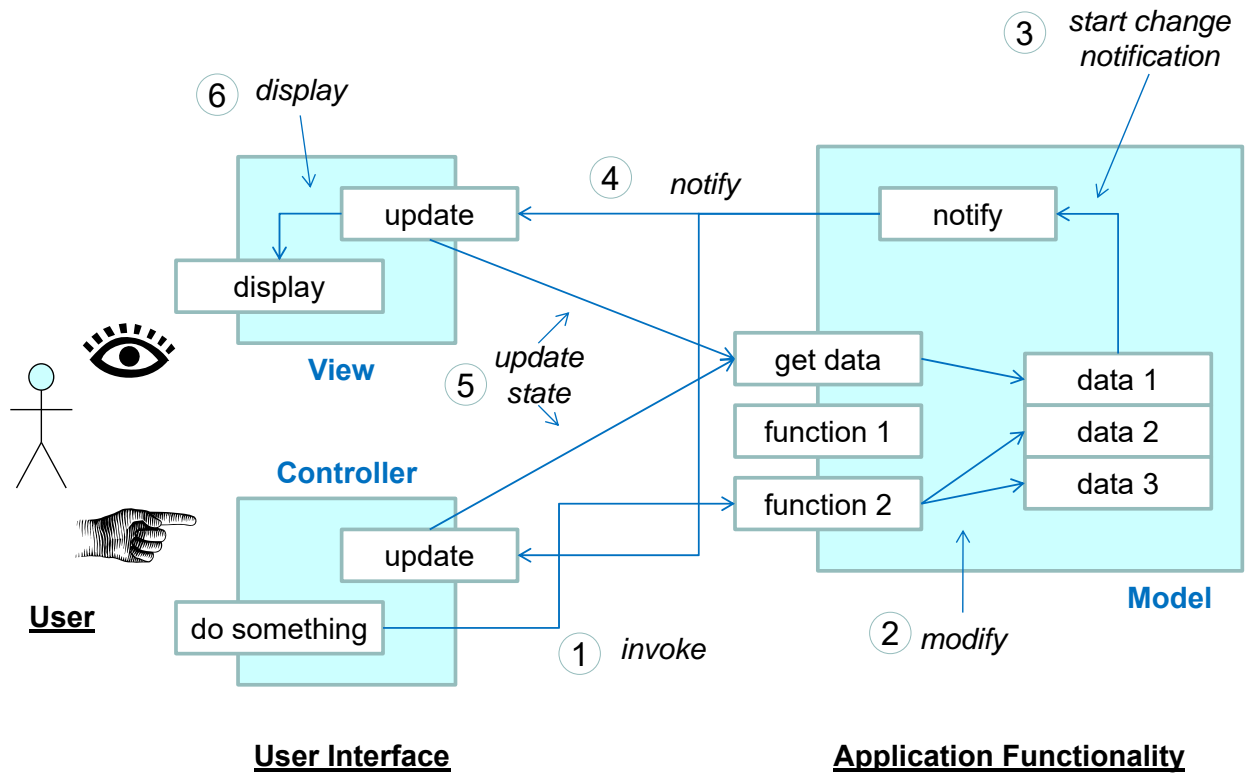 3
start change
notification
6
display
4
notify
update
notify
display
View
5
update
state
get data
data 1
function 1
data 2
Controller
function 2
data 3
update
Model
User
do something
1
invoke
2
modify
User Interface
Application Functionality